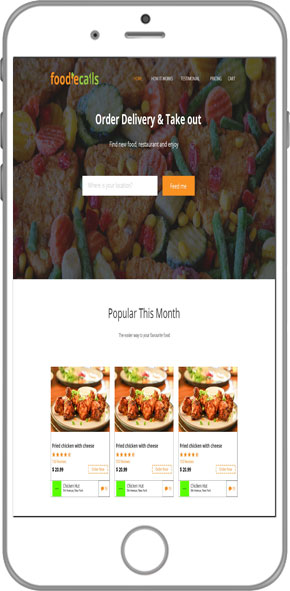 foodiecalls
HOME HOW IT WORKS TESTIMONIAL PRICING CART
Order Delivery & Take out
Find new food, restaurant and enjoy
Where is your location? Feed me
Popular This Month
The easier way to your favourite food
Fried chicken with cheese Fried chicken with cheese Fried chicken with cheese
$ 20.99 Order Now $ 20.99 Order Now $ 20.99 Order Now
Chicken Hut Chicken Hut Chicken Hut